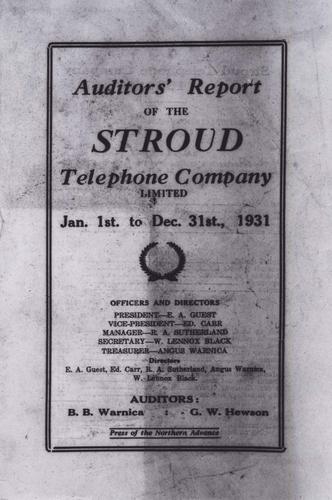 Auditors' Report
OF THE
STROUD
Telephone Company
LIMITED
Jan. 1st. to Dec. 31st., 1931
OFFICERS AND DIRECTORS
PRESIDENT—E. A. GUEST
VICE-PRESIDENT—ED. CARR
MANAGER—R. A. SUTHERLAND
SECRETARY—W. LENNOX BLACK
TREASURER—ANGUS WARNICA
Directors
E. A. Guest, Ed. Carr, R. A. Sutherland, Angus Warnica,
W. Lennox Black.
AUDITORS:
B. B. Warnica : G. W. Hewson
Press of the Northern Advance